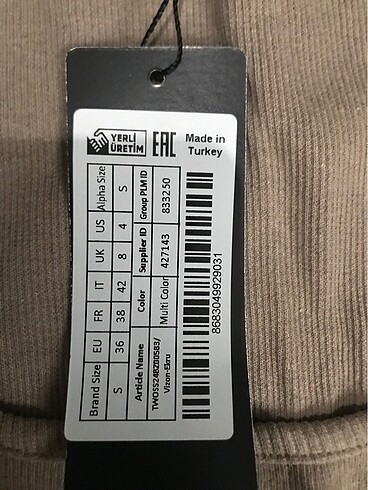 YERLİ
ÜRETİM
EAC
Made in
Turkey
Brand Size EU FR IT UK US Alpha Size
S 36 38 42 8 4 S
Article Name Color Supplier ID Group PLM ID
TWOSS24BZ00583/
Vizon-Ekru Multi Color 427143 833250
8683049929031